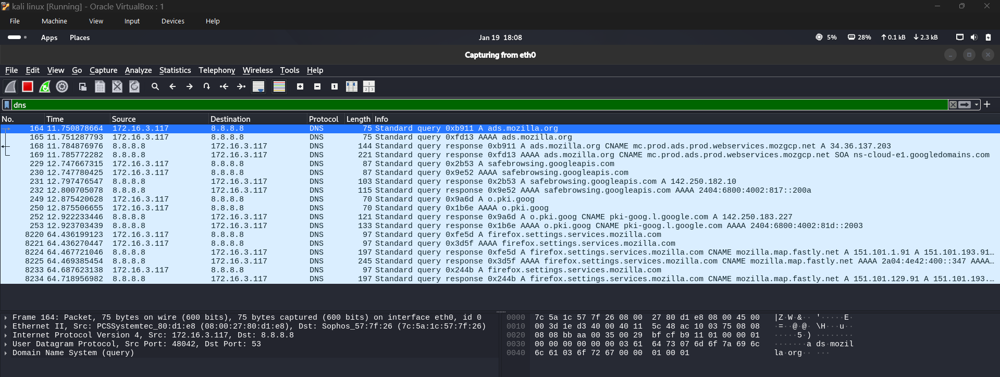 kali linux [Running] - Oracle VirtualBox : 1
File Machine View Input Devices Help
Apps Places Jan 19 18:08 5% 28% 0.1 kB 2.3 kB
Capturing from eth0
File Edit View Go Capture Analyze Statistics Telephony Wireless Tools Help
dns
No. Time Source Destination Protocol Length Info
164 11.750878664 172.16.3.117 8.8.8.8 DNS 75 Standard query 0xb911 A ads.mozilla.org
165 11.751287793 172.16.3.117 8.8.8.8 DNS 75 Standard query 0xfd13 AAAA ads.mozilla.org
168 11.784876976 8.8.8.8 172.16.3.117 DNS 144 Standard query response 0xb911 A ads.mozilla.org CNAME mc.prod.ads.prod.webservices.mozgcp.net A 34.36.137.203
169 11.785772282 8.8.8.8 172.16.3.117 DNS 221 Standard query response 0xfd13 AAAA ads.mozilla.org CNAME mc.prod.ads.prod.webservices.mozgcp.net SOA ns-cloud-e1.googledomains.com
229 12.747667315 172.16.3.117 8.8.8.8 DNS 87 Standard query 0x2b53 A safebrowsing.googleapis.com
230 12.747780425 172.16.3.117 8.8.8.8 DNS 87 Standard query 0x9e52 AAAA safebrowsing.googleapis.com
231 12.797476547 8.8.8.8 172.16.3.117 DNS 103 Standard query response 0x2b53 A safebrowsing.googleapis.com A 142.250.182.10
232 12.800705078 8.8.8.8 172.16.3.117 DNS 115 Standard query response 0x9e52 AAAA safebrowsing.googleapis.com AAAA 2404:6800:4002:817::200a
249 12.875420628 172.16.3.117 8.8.8.8 DNS 70 Standard query 0x9a6d A o.pki.goog
250 12.875506655 172.16.3.117 8.8.8.8 DNS 70 Standard query 0x1b6e AAAA o.pki.goog
252 12.922233446 8.8.8.8 172.16.3.117 DNS 121 Standard query response 0x9a6d A o.pki.goog CNAME pki-goog.l.google.com A 142.250.183.227
253 12.923703439 8.8.8.8 172.16.3.117 DNS 133 Standard query response 0x1b6e AAAA o.pki.goog CNAME pki-goog.l.google.com AAAA 2404:6800:4002:81d::2003
8220 64.436199123 172.16.3.117 8.8.8.8 DNS 97 Standard query 0xfe5d A firefox.settings.services.mozilla.com
8221 64.436270447 172.16.3.117 8.8.8.8 DNS 97 Standard query 0x3d5f AAAA firefox.settings.services.mozilla.com
8224 64.467721046 8.8.8.8 172.16.3.117 DNS 197 Standard query response 0xfe5d A firefox.settings.services.mozilla.com CNAME mozilla.map.fastly.net A 151.101.1.91 A 151.101.193.91…
8225 64.469385454 8.8.8.8 172.16.3.117 DNS 245 Standard query response 0x3d5f AAAA firefox.settings.services.mozilla.com CNAME mozilla.map.fastly.net AAAA 2a04:4e42:400::347 AAAA…
8233 64.687623138 172.16.3.117 8.8.8.8 DNS 97 Standard query 0x244b A firefox.settings.services.mozilla.com
8234 64.718956982 8.8.8.8 172.16.3.117 DNS 197 Standard query response 0x244b A firefox.settings.services.mozilla.com CNAME mozilla.map.fastly.net A 151.101.129.91 A 151.101.193.…
Frame 164: Packet, 75 bytes on wire (600 bits), 75 bytes captured (600 bits) on interface eth0, id 0
Ethernet II, Src: PCSSystemtec_80:d1:e8 (08:00:27:80:d1:e8), Dst: Sophos_57:7f:26 (7c:5a:1c:57:7f:26)
Internet Protocol Version 4, Src: 172.16.3.117, Dst: 8.8.8.8
User Datagram Protocol, Src Port: 48042, Dst Port: 53
Domain Name System (query)
0000 7c 5a 1c 57 7f 26 08 00 27 80 d1 e8 08 00 45 00 |Z·W·&·· '·····E·
0010 00 3d 1e d3 40 00 40 11 5c 48 ac 10 03 75 08 08 ·=··@·@· \H···u··
0020 08 08 bb aa 00 35 00 29 bf cf b9 11 01 00 00 01 ·····5·) ········
0030 00 00 00 00 00 00 03 61 64 73 07 6d 6f 7a 69 6c ·······a ds·mozil
0040 6c 61 03 6f 72 67 00 00 01 00 01 la·org·· ···